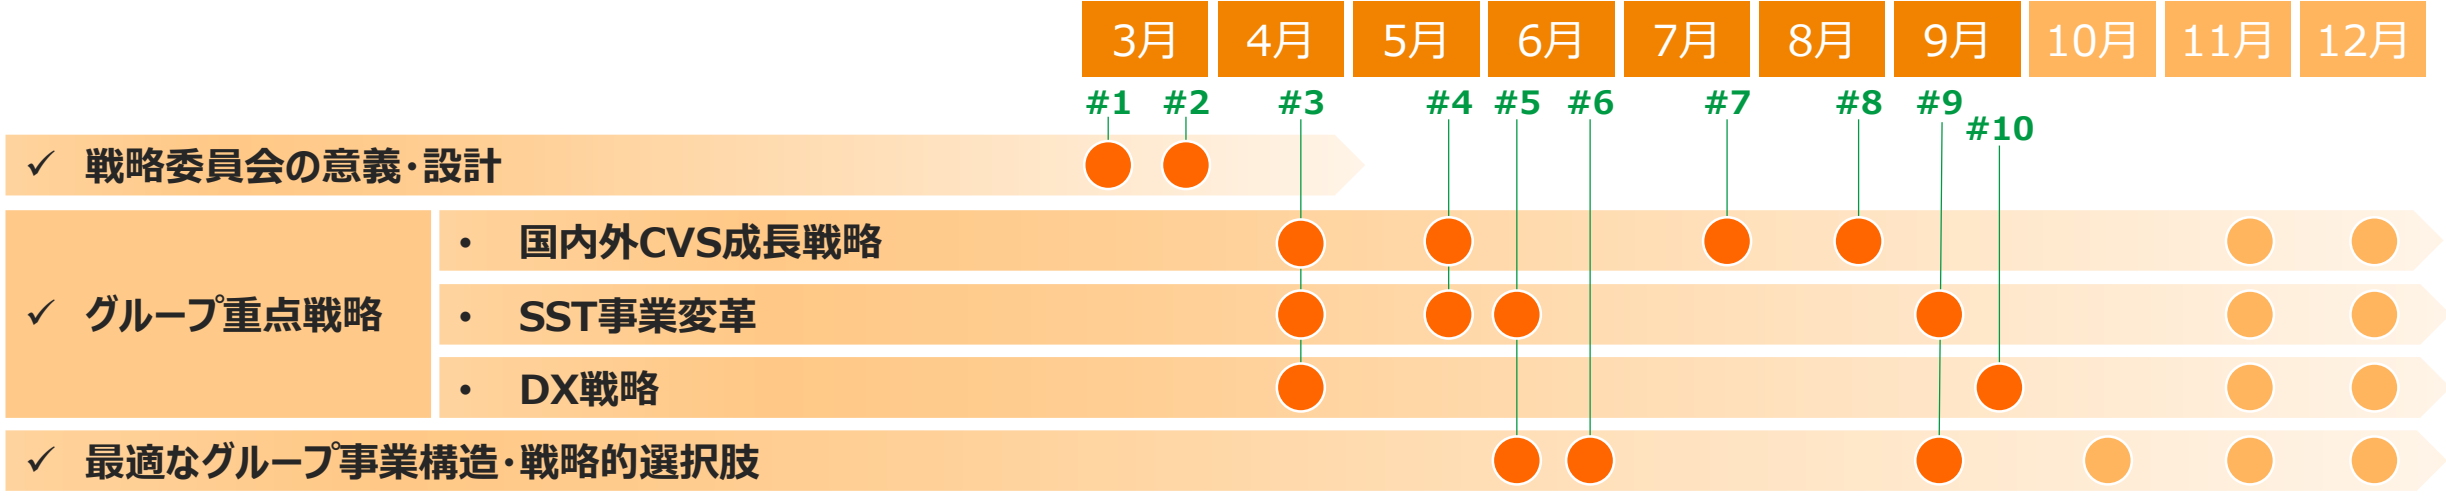 3月 4月 5月 6月 7月 8月 9月 10月 11月 12月
#1 #2 #3 #4 #5 #6 #7 #8 #9
#10
✓ 戦略委員会の意義･設計
• 国内外CVS成長戦略
✓ グループ重点戦略 • SST事業変革
• DX戦略
✓ 最適なグループ事業構造･戦略的選択肢